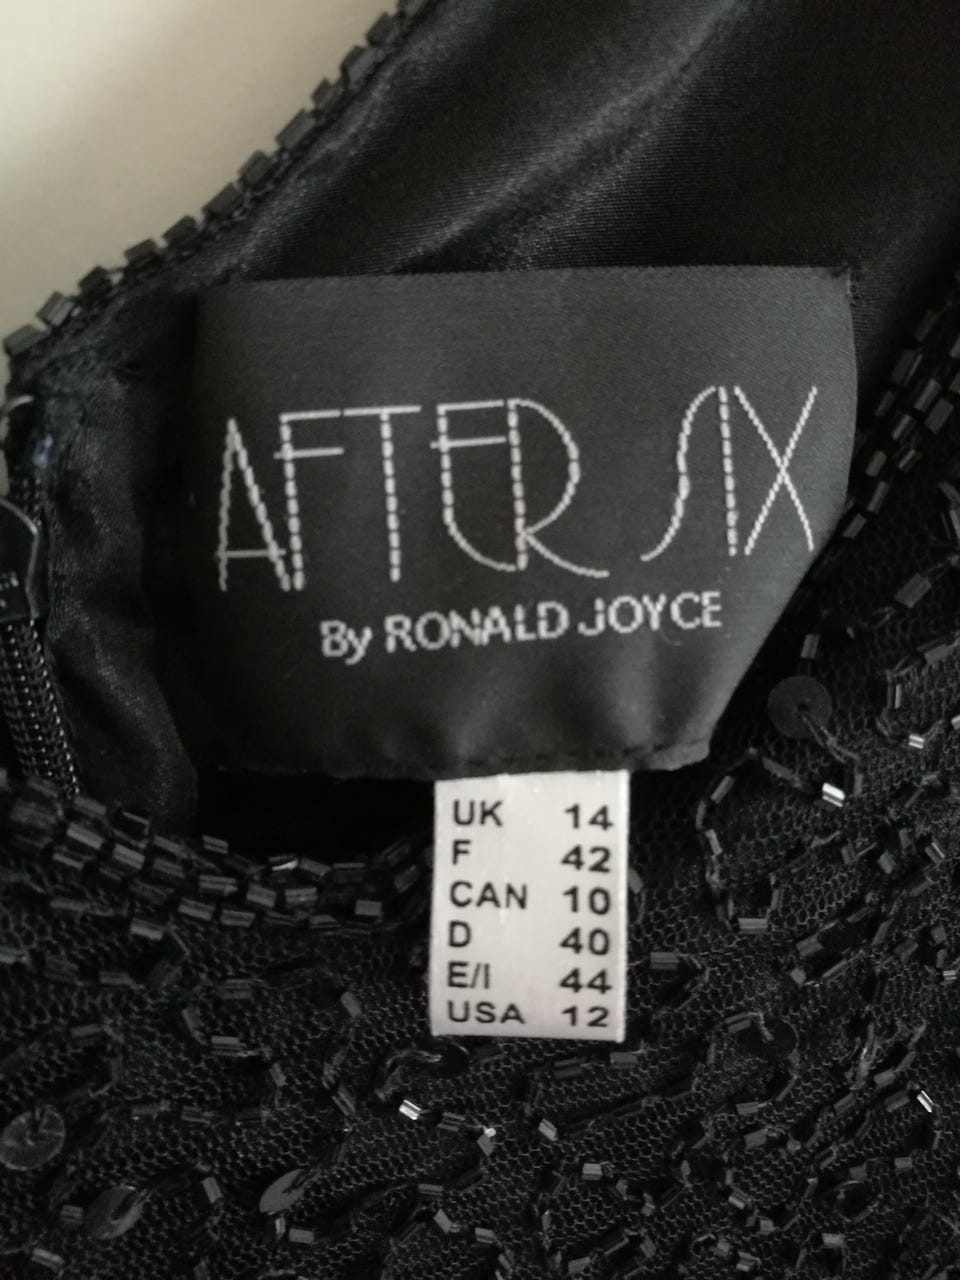 AFTER SIX
By RONALD JOYCE
UK 14
F 42
CAN 10
D 40
E/I 44
USA 12